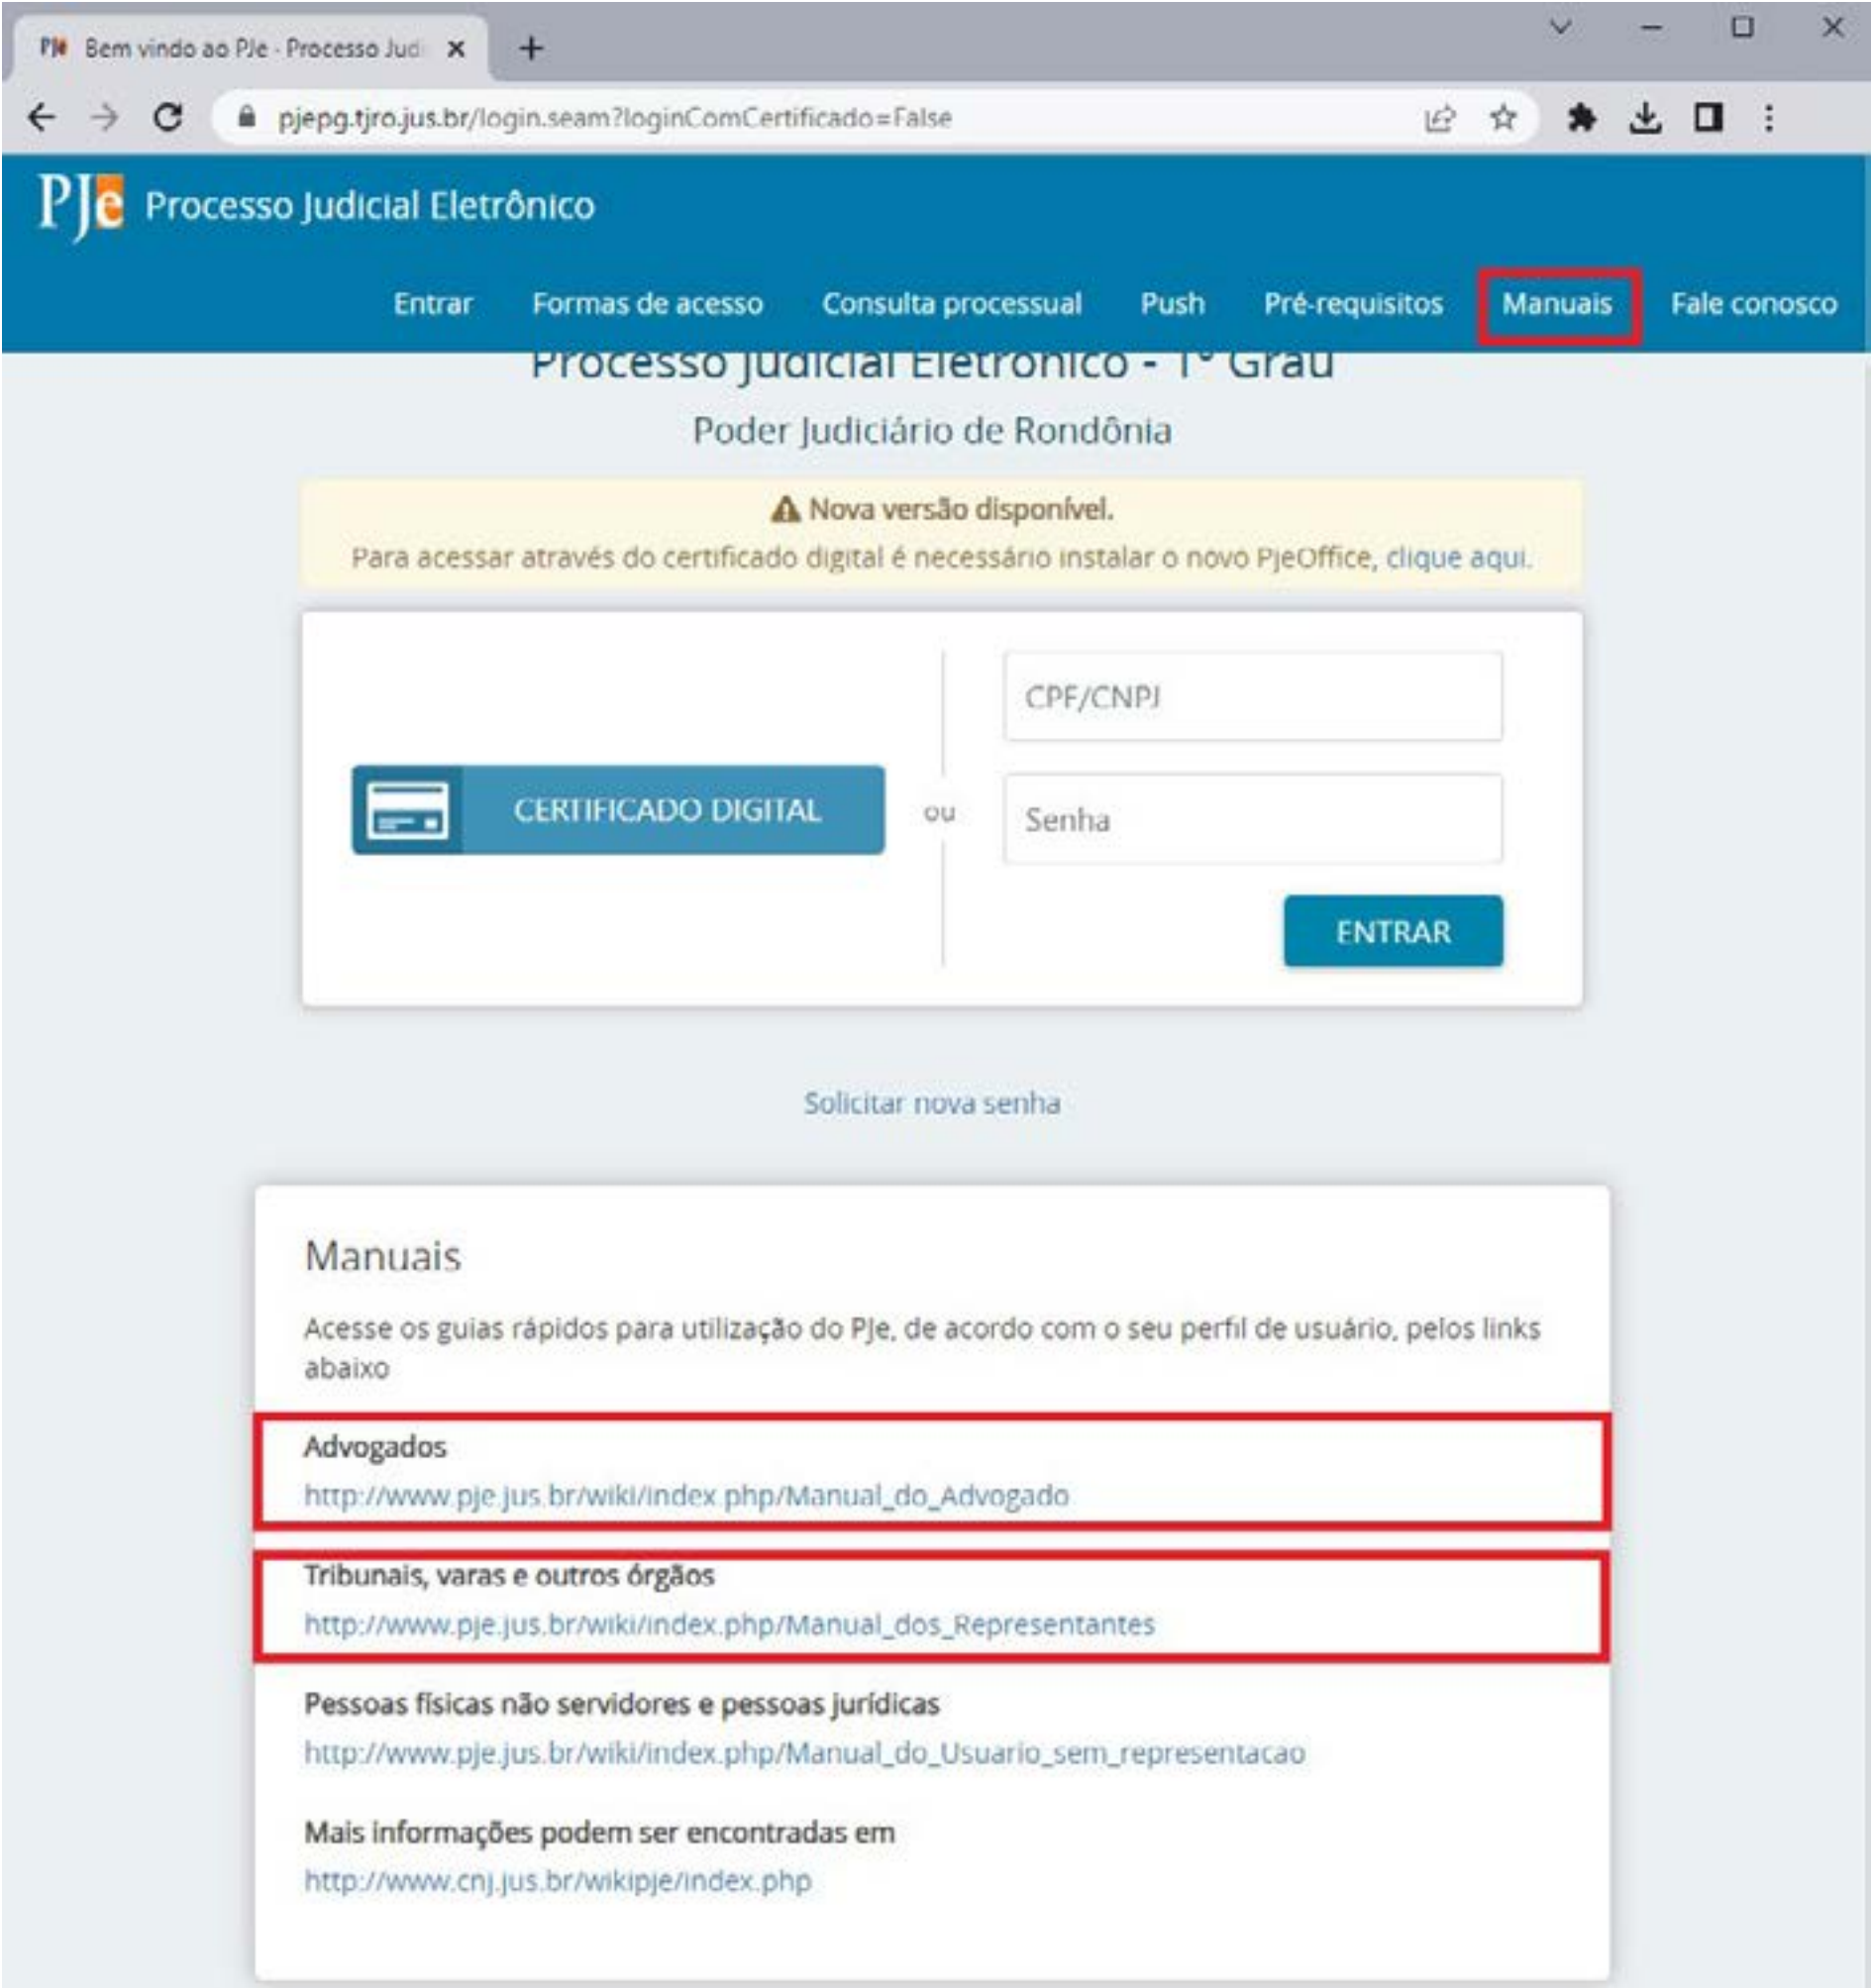 PJe Bem vindo ao PJe - Processo Judi
pjepg.tjro.jus.br/login.seam?loginComCertificado=False
PJe Processo Judicial Eletrônico
Entrar Formas de acesso Consulta processual Push Pré-requisitos Manuais Fale conosco
Processo Judicial Eletrônico - 1º Grau
Poder Judiciário de Rondônia
Nova versão disponível.
Para acessar através do certificado digital é necessário instalar o novo PjeOffice, clique aqui.
CPF/CNPJ
CERTIFICADO DIGITAL
ou
Senha
ENTRAR
Solicitar nova senha
Manuais
Acesse os guias rápidos para utilização do PJe, de acordo com o seu perfil de usuário, pelos links
abaixo
Advogados
http://www.pje.jus.br/wiki/index.php/Manual_do_Advogado
Tribunais, varas e outros órgãos
http://www.pje.jus.br/wiki/index.php/Manual_dos_Representantes
Pessoas físicas não servidores e pessoas jurídicas
http://www.pje.jus.br/wiki/index.php/Manual_do_Usuario_sem_representacao
Mais informações podem ser encontradas em
http://www.cnj.jus.br/wikipje/index.php